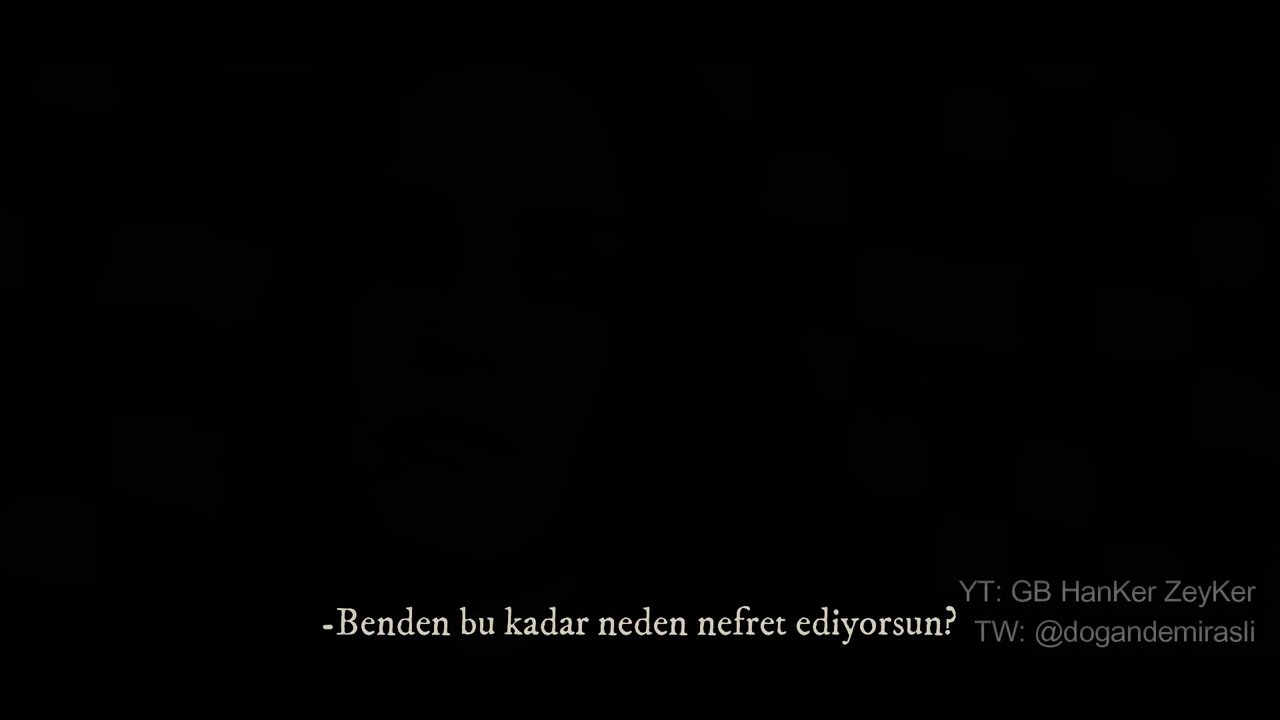 YT: GB HanKer ZeyKer
-Benden bu kadar neden nefret ediyorsun?
TW: @dogandemirasli